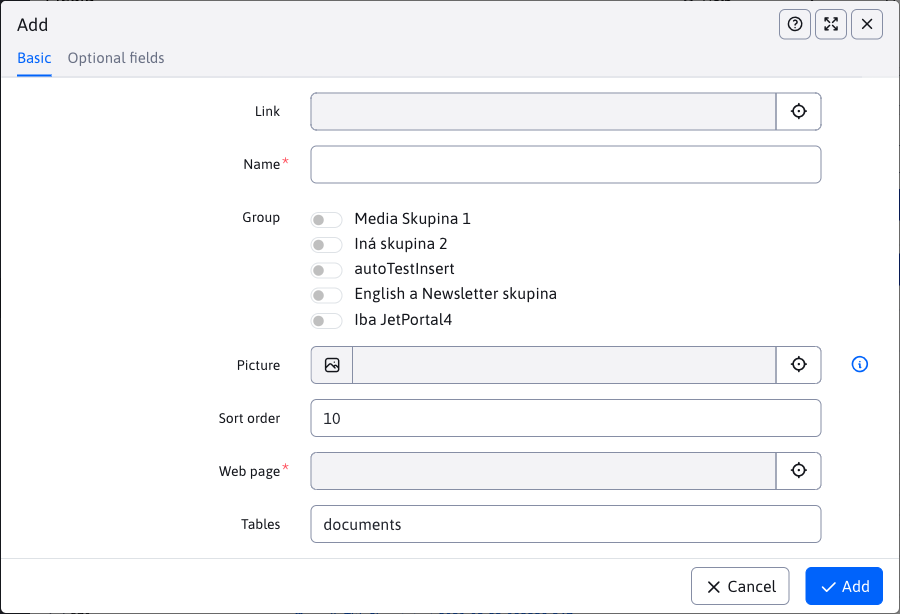 Add
Basic Optional fields
Link
Name*
Group
Media Skupina 1
Iná skupina 2
autoTestInsert
English a Newsletter skupina
Iba JetPortal4
Picture
Sort order 10
Web page*
Tables documents
Cancel Add